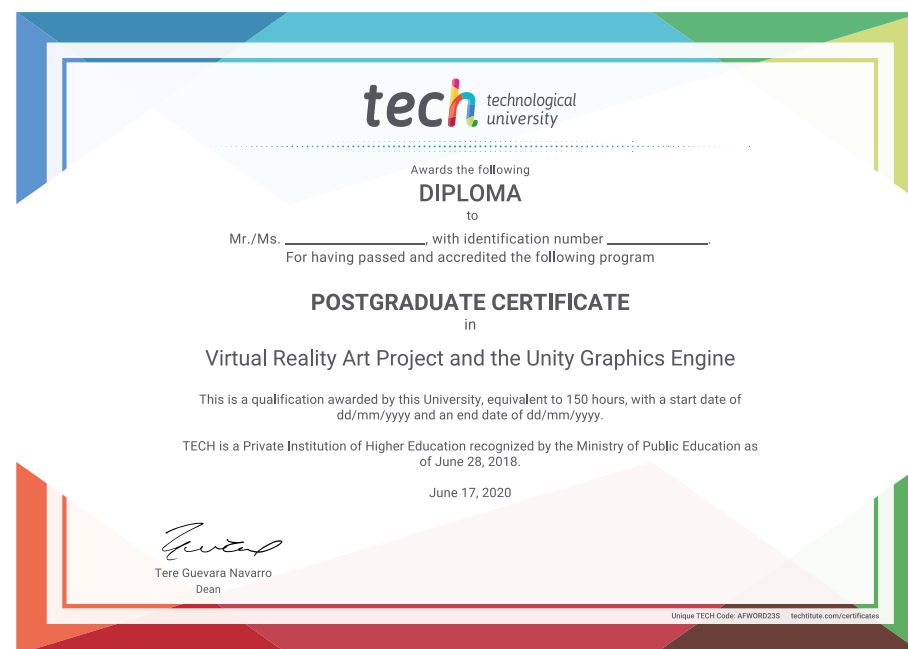 tech technological
university
Awards the following
DIPLOMA
to
Mr./Ms. ____________, with identification number ____________.
For having passed and accredited the following program
POSTGRADUATE CERTIFICATE
in
Virtual Reality Art Project and the Unity Graphics Engine
This is a qualification awarded by this University, equivalent to 150 hours, with a start date of
dd/mm/yyyy and an end date of dd/mm/yyyy.
TECH is a Private Institution of Higher Education recognized by the Ministry of Public Education as
of June 28, 2018.
June 17, 2020
Tere Guevara Navarro
Dean
Unique TECH Code: AFWORD23S techtitute.com/certificates